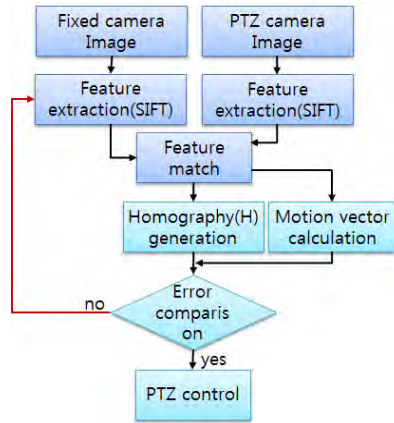 Fixed camera
Image
PTZ camera
Image
Feature
extraction(SIFT)
Feature
extraction(SIFT)
Feature
match
Homography(H)
generation
Motion vector
calculation
no
Error
comparis
on
yes
PTZ control